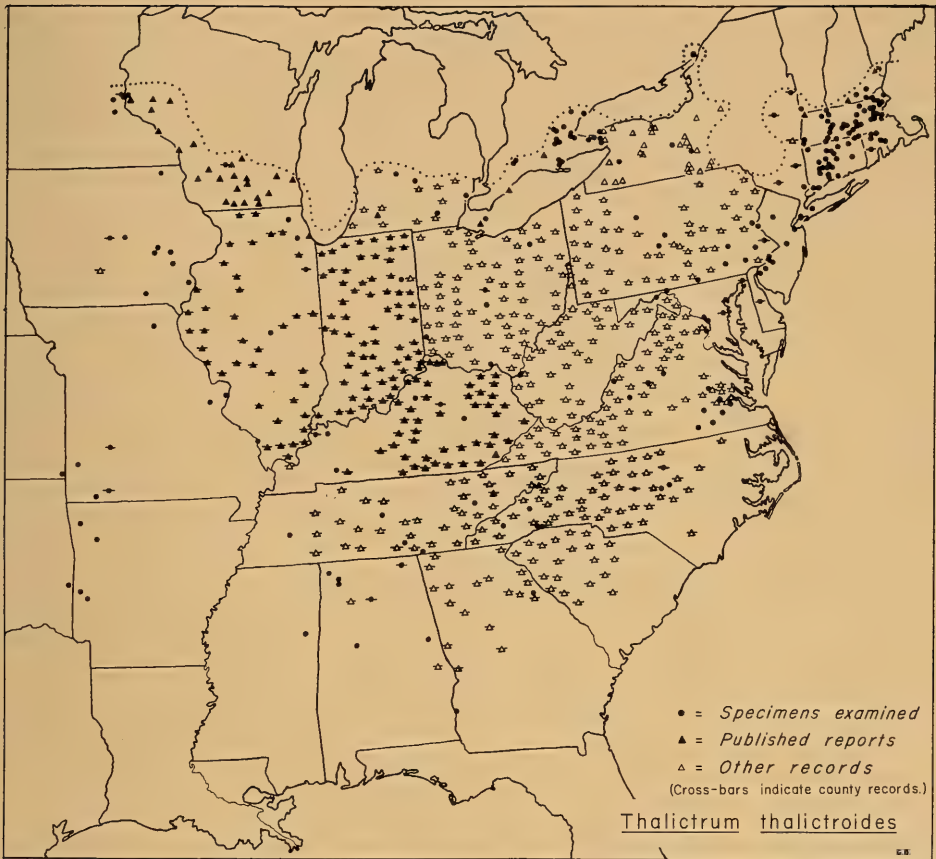 ● = Specimens examined
▲ = Published reports
△ = Other records
(Cross-bars indicate county records.)
Thalictrum thalictroides